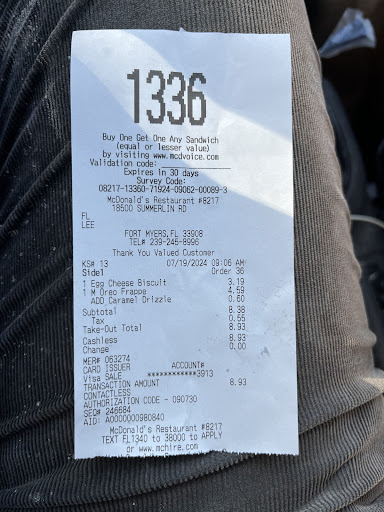 1336
Buy One Get One Any Sandwich
(equal or lesser value)
by visiting www.mcdvoice.com
Validation code:
Expires in 30 days
Survey Code:
08217-13360-71924-09062-00089-3
McDonald's Restaurant #8217
18500 SUMMERLIN RD
FL
LEE
FORT MYERS,FL 33908
TEL# 239-245-8996
Thank You Valued Customer
KS# 13 07/19/2024 09:06 AM
Side1 Order 36
1 Egg Cheese Biscuit 3.19
1 M Oreo Frappe 4.59
ADD Caramel Drizzle 0.60
Subtotal 8.38
Tax 0.55
Take-Out Total 8.93
Cashless 8.93
Change 0.00
MER# 063274
CARD ISSUER ACCOUNT#
Visa SALE ************3913
TRANSACTION AMOUNT 8.93
CONTACTLESS
AUTHORIZATION CODE - 090730
SEQ# 246684
AID: A0000000980840
McDonald's Restaurant #8217
TEXT FL1340 to 38000 to APPLY
or www.mchire.com